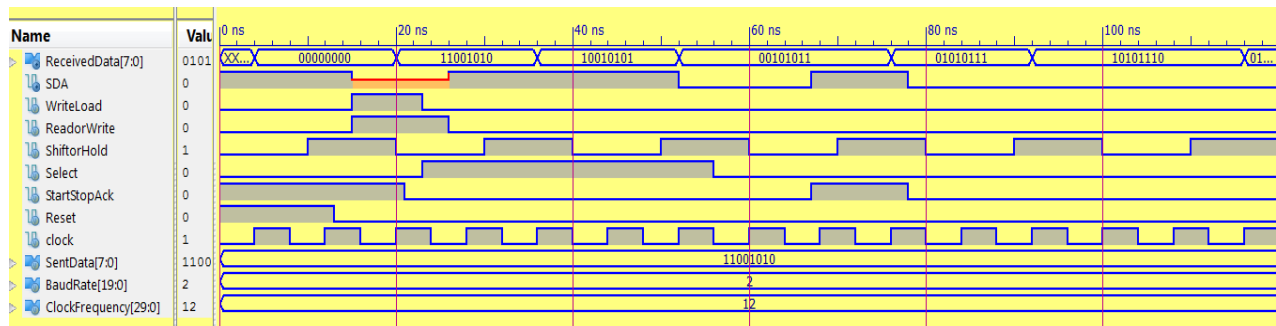 Name Valu 0 ns 20 ns 40 ns 60 ns 80 ns 100 ns
ReceivedData[7:0] 0101 XX... 00000000 11001010 10010101 00101011 01010111 10101110 01...
SDA 0
WriteLoad 0
ReadorWrite 0
ShiftorHold 1
Select 0
StartStopAck 0
Reset 0
clock 1
SentData[7:0] 1100 11001010
BaudRate[19:0] 2 2
ClockFrequency[29:0] 12 12